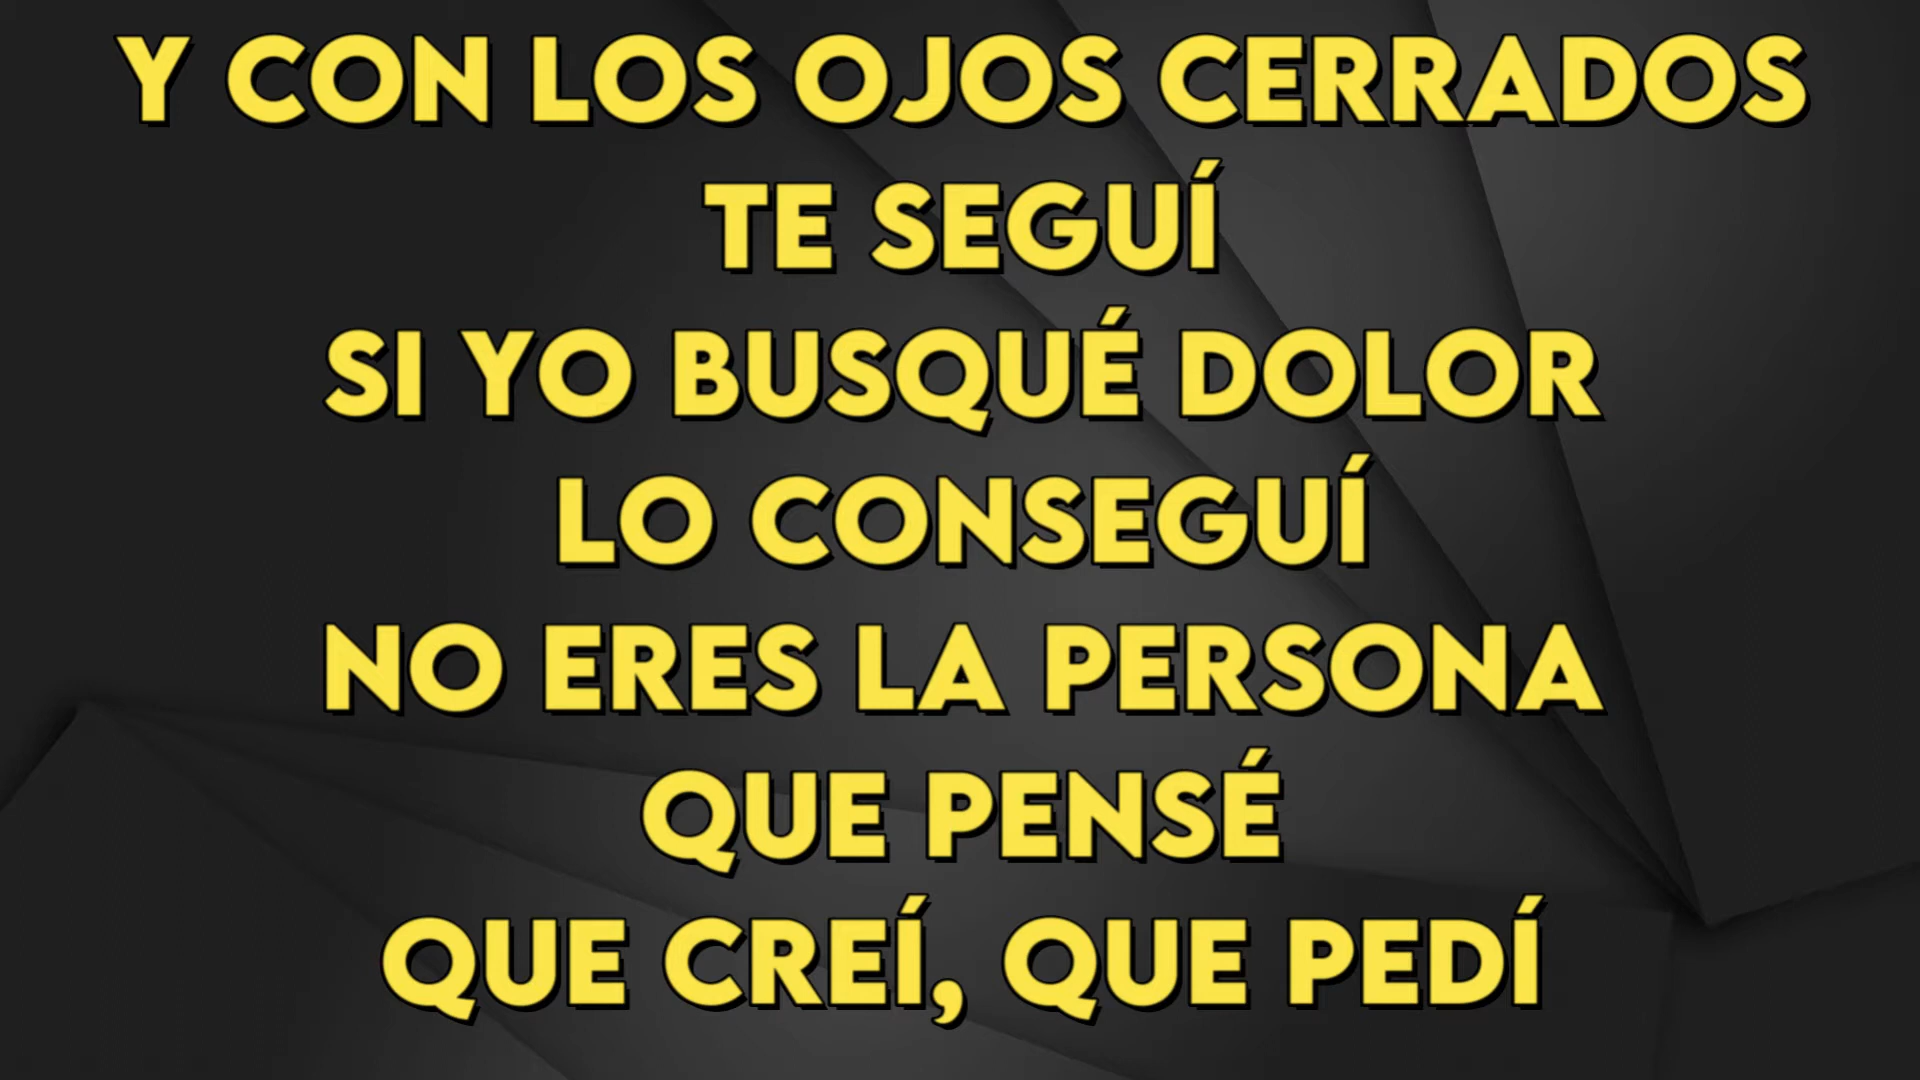 Y CON LOS OJOS CERRADOS
TE SEGUÍ
SI YO BUSQUÉ DOLOR
LO CONSEGUÍ
NO ERES LA PERSONA
QUE PENSÉ
QUE CREÍ, QUE PEDÍ